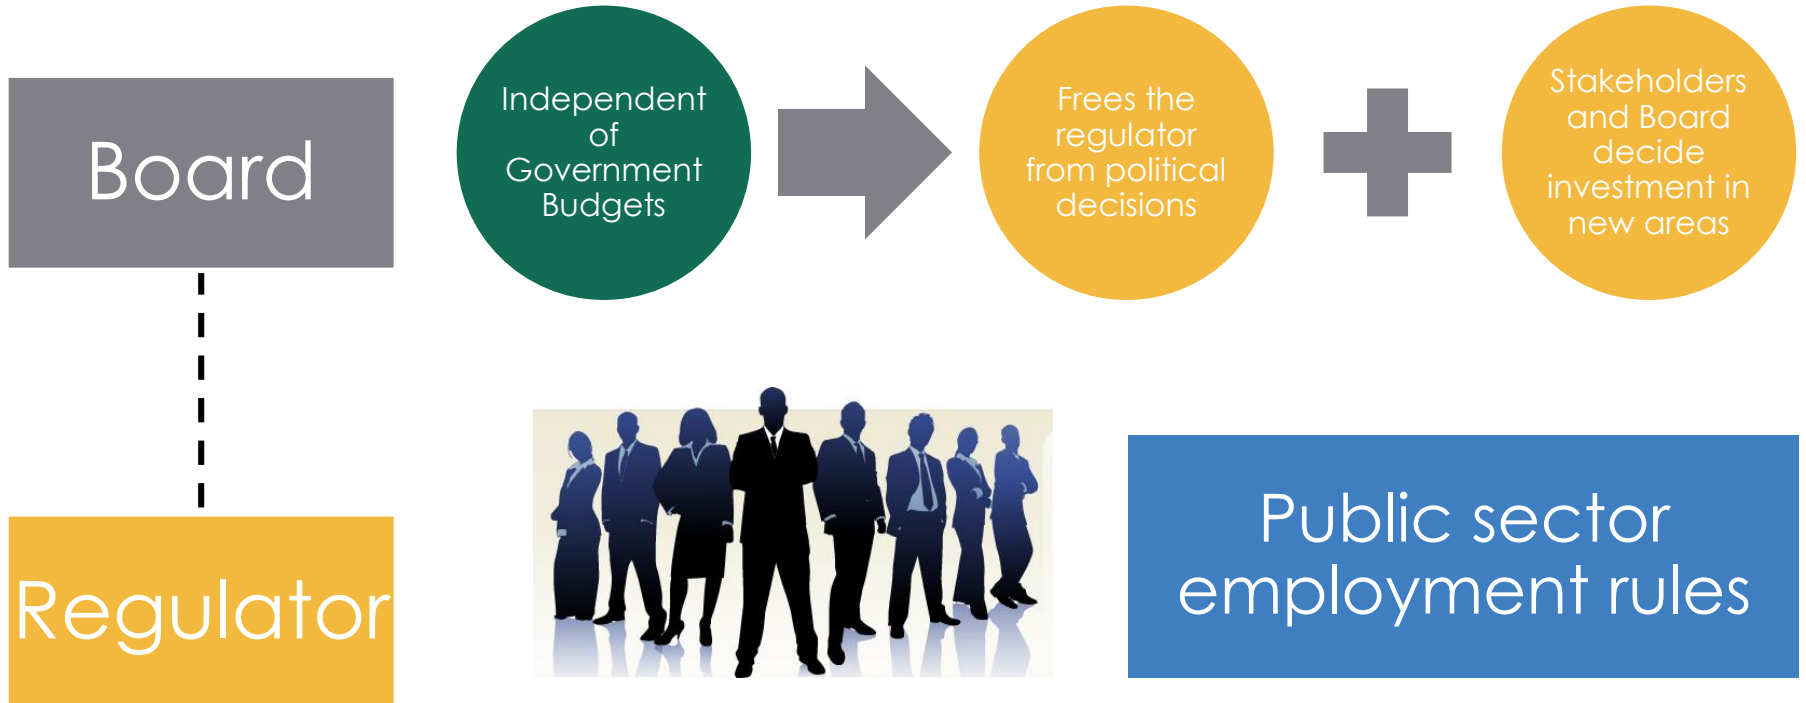 Board
Regulator
Independent
of
Government
Budgets
Frees the
regulator
from political
decisions
Stakeholders
and Board
decide
investment in
new areas
Public sector
employment rules